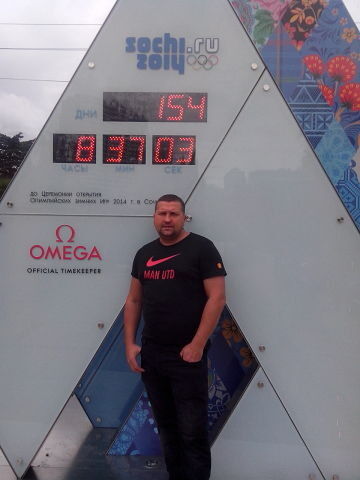 sochi.ru
2014
ДНИ 154
8 37 03
ЧАСЫ МИН СЕК
до Церемонии открытия
Олимпийских зимних Игр 2014 г. в Соч
Ω
OMEGA
OFFICIAL TIMEKEEPER
MAN UTD